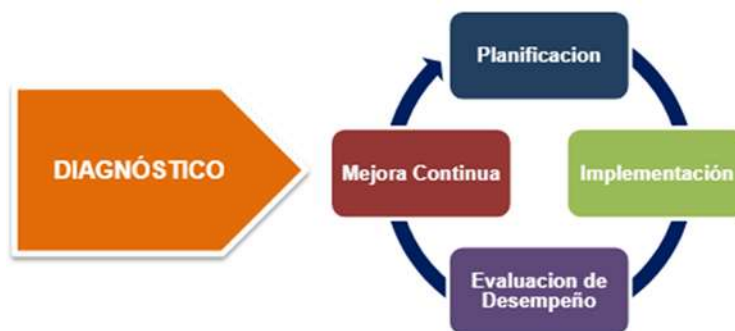 Planificacion
DIAGNÓSTICO
Mejora Continua
Implementación
Evaluacion de
Desempeño